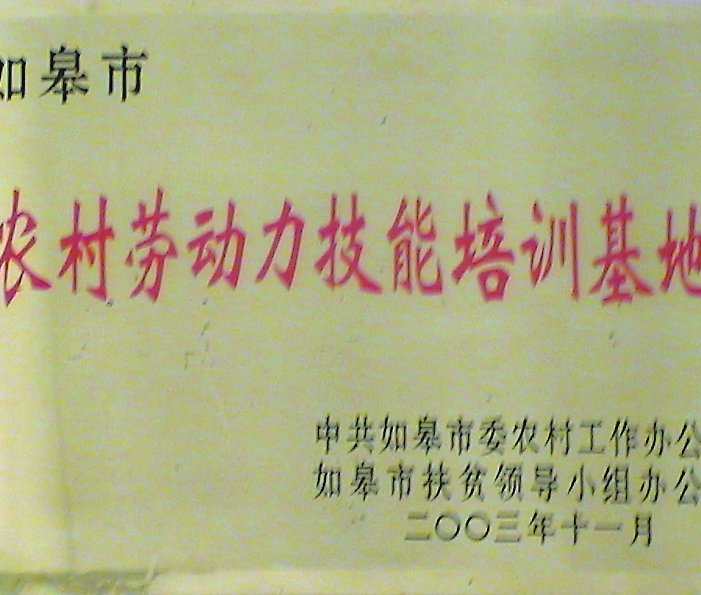 如皋市
农村劳动力技能培训基地
中共如皋市委农村工作办公
如皋市扶贫领导小组办公
二〇〇三年十一月